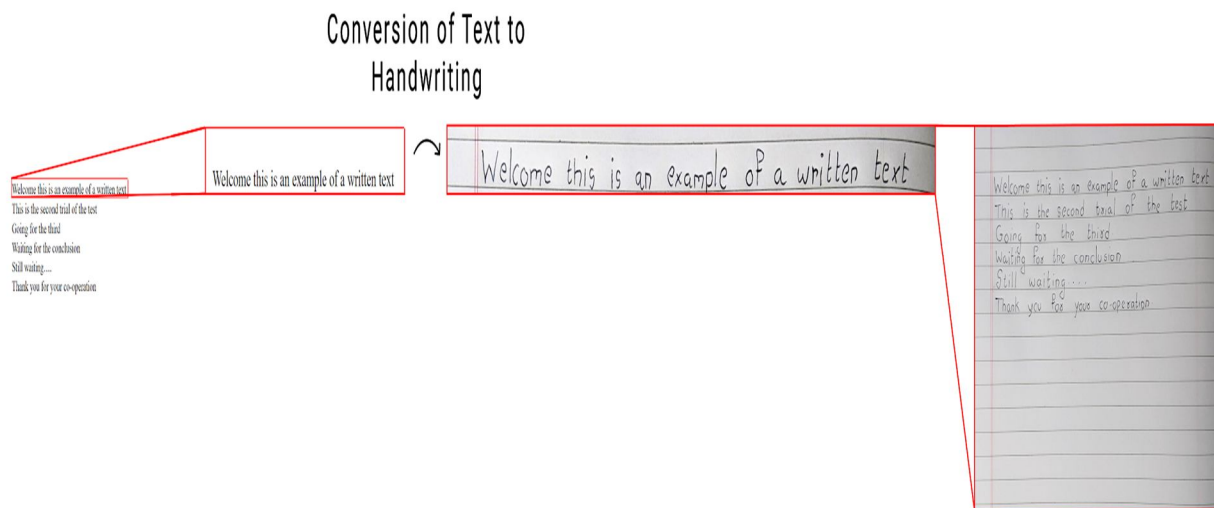 Conversion of Text to
Handwriting
Welcome this is an example of a written text
This is the second trial of the test
Going for the third
Waiting for the conclusion
Still waiting....
Thank you for your co-operation
Welcome this is an example of a written text
Welcome this is an example of a written text
Welcome this is an example of a written text
This is the second trial of the test
Going for the third
Waiting for the conclusion
Still waiting...
Thank you for your co-operation